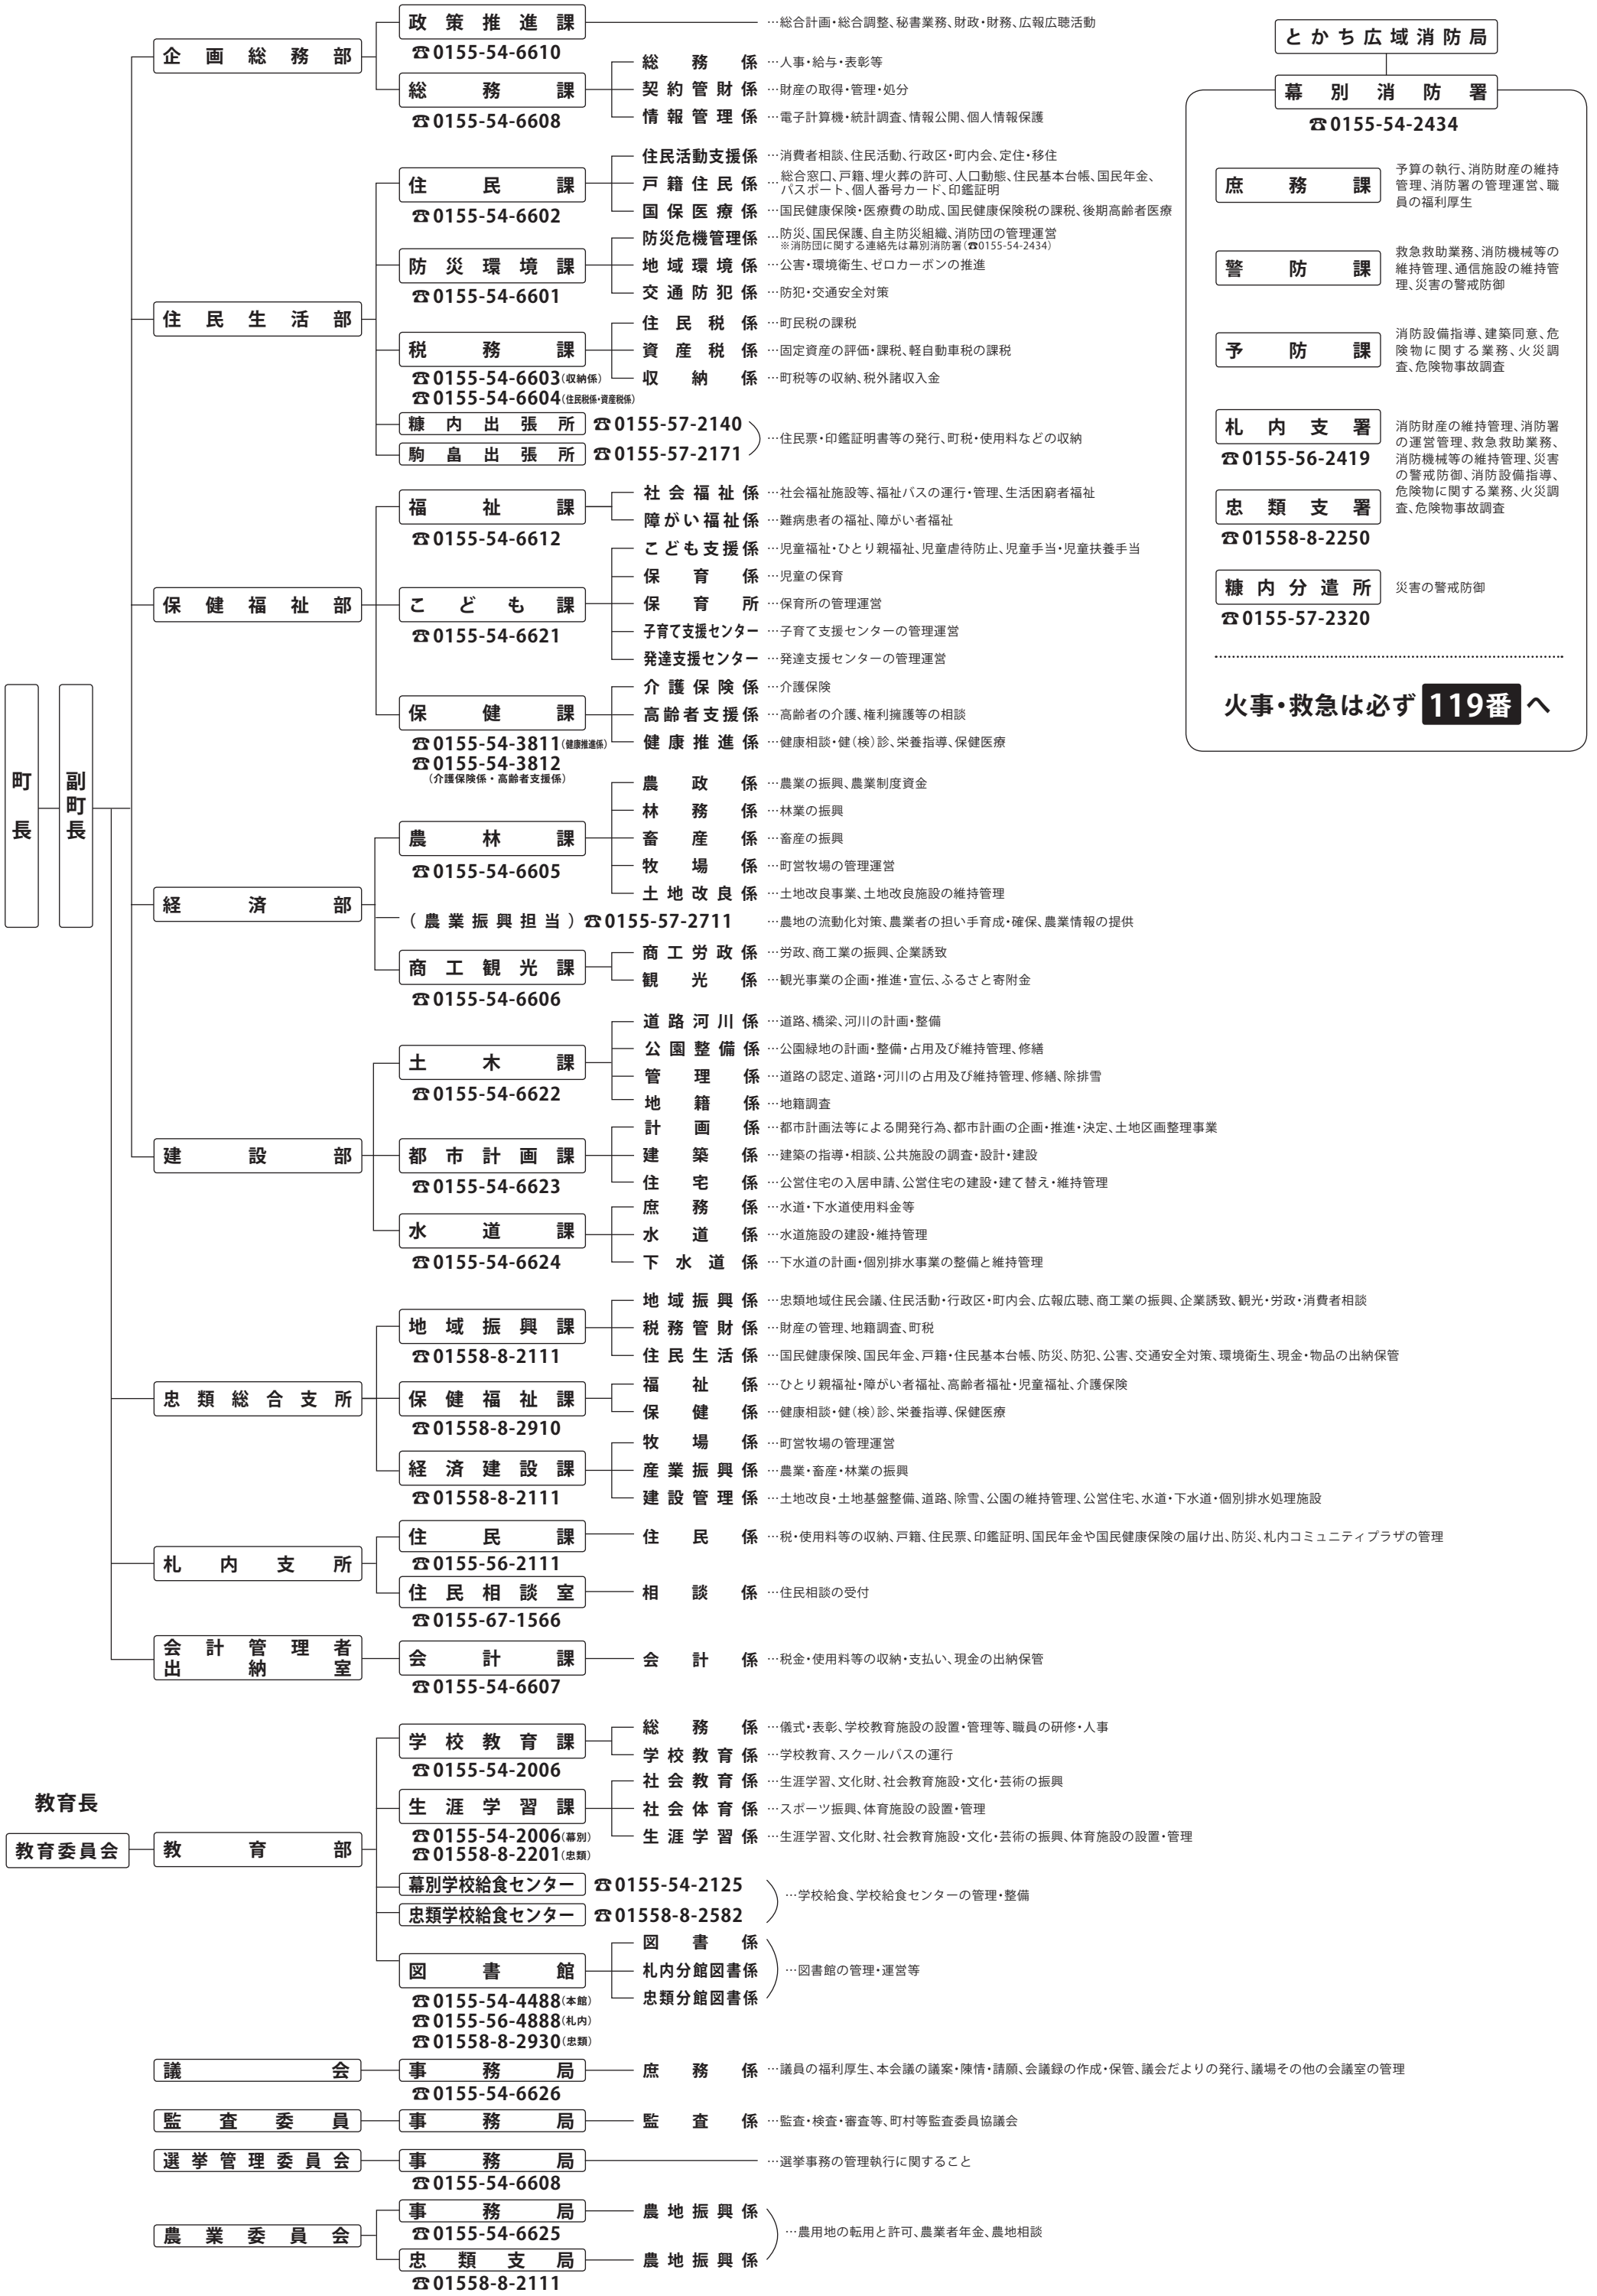 町長
副町長
企画総務部
政策推進課
…総合計画・総合調整、秘書業務、財政・財務、広報広聴活動
☎0155-54-6610
総務課
☎0155-54-6608
総務係 …人事・給与・表彰等
契約管財係 …財産の取得・管理・処分
情報管理係 …電子計算機・統計調査、情報公開、個人情報保護
住民生活部
住民課
☎0155-54-6602
住民活動支援係 …消費者相談、住民活動、行政区・町内会、定住・移住
戸籍住民係 …総合窓口、戸籍、埋火葬の許可、人口動態、住民基本台帳、国民年金、
パスポート、個人番号カード、印鑑証明
国保医療係 …国民健康保険・医療費の助成、国民健康保険税の課税、後期高齢者医療
防災環境課
☎0155-54-6601
防災危機管理係 …防災、国民保護、自主防災組織、消防団の管理運営
※消防団に関する連絡先は幕別消防署(☎0155-54-2434)
地域環境係 …公害・環境衛生、ゼロカーボンの推進
交通防犯係 …防犯・交通安全対策
税務課
☎0155-54-6603(収納係)
☎0155-54-6604(住民税係・資産税係)
住民税係 …町民税の課税
資産税係 …固定資産の評価・課税、軽自動車税の課税
収納係 …町税等の収納、税外諸収入金
糠内出張所 ☎0155-57-2140
駒畠出張所 ☎0155-57-2171
…住民票・印鑑証明書等の発行、町税・使用料などの収納
保健福祉部
福祉課
☎0155-54-6612
社会福祉係 …社会福祉施設等、福祉バスの運行・管理、生活困窮者福祉
障がい福祉係 …難病患者の福祉、障がい者福祉
こども課
☎0155-54-6621
こども支援係 …児童福祉・ひとり親福祉、児童虐待防止、児童手当・児童扶養手当
保育係 …児童の保育
保育所 …保育所の管理運営
子育て支援センター …子育て支援センターの管理運営
発達支援センター …発達支援センターの管理運営
保健課
☎0155-54-3811(健康推進係)
☎0155-54-3812
(介護保険係・高齢者支援係)
介護保険係 …介護保険
高齢者支援係 …高齢者の介護、権利擁護等の相談
健康推進係 …健康相談・健(検)診、栄養指導、保健医療
経済部
農林課
☎0155-54-6605
農政係 …農業の振興、農業制度資金
林務係 …林業の振興
畜産係 …畜産の振興
牧場係 …町営牧場の管理運営
土地改良係 …土地改良事業、土地改良施設の維持管理
(農業振興担当)☎0155-57-2711 …農地の流動化対策、農業者の担い手育成・確保、農業情報の提供
商工観光課
☎0155-54-6606
商工労政係 …労政、商工業の振興、企業誘致
観光係 …観光事業の企画・推進・宣伝、ふるさと寄附金
建設部
土木課
☎0155-54-6622
道路河川係 …道路、橋梁、河川の計画・整備
公園整備係 …公園緑地の計画・整備・占用及び維持管理、修繕
管理係 …道路の認定、道路・河川の占用及び維持管理、修繕、除排雪
地籍係 …地籍調査
都市計画課
☎0155-54-6623
計画係 …都市計画法等による開発行為、都市計画の企画・推進・決定、土地区画整理事業
建築係 …建築の指導・相談、公共施設の調査・設計・建設
住宅係 …公営住宅の入居申請、公営住宅の建設・建て替え・維持管理
水道課
☎0155-54-6624
庶務係 …水道・下水道使用料金等
水道係 …水道施設の建設・維持管理
下水道係 …下水道の計画・個別排水事業の整備と維持管理
忠類総合支所
地域振興課
☎01558-8-2111
地域振興係 …忠類地域住民会議、住民活動・行政区・町内会、広報広聴、商工業の振興、企業誘致、観光・労政・消費者相談
税務管財係 …財産の管理、地籍調査、町税
住民生活係 …国民健康保険、国民年金、戸籍・住民基本台帳、防災、防犯、公害、交通安全対策、環境衛生、現金・物品の出納保管
保健福祉課
☎01558-8-2910
福祉係 …ひとり親福祉・障がい者福祉、高齢者福祉・児童福祉、介護保険
保健係 …健康相談・健(検)診、栄養指導、保健医療
経済建設課
☎01558-8-2111
牧場係 …町営牧場の管理運営
産業振興係 …農業・畜産・林業の振興
建設管理係 …土地改良・土地基盤整備、道路、除雪、公園の維持管理、公営住宅、水道・下水道・個別排水処理施設
札内支所
住民課
☎0155-56-2111
住民係 …税・使用料等の収納、戸籍、住民票、印鑑証明、国民年金や国民健康保険の届け出、防災、札内コミュニティプラザの管理
住民相談室
☎0155-67-1566
相談係 …住民相談の受付
会計管理者
出納室
会計課
☎0155-54-6607
会計係 …税金・使用料等の収納・支払い、現金の出納保管
教育長
教育委員会
教育部
学校教育課
☎0155-54-2006
総務係 …儀式・表彰、学校教育施設の設置・管理等、職員の研修・人事
学校教育係 …学校教育、スクールバスの運行
生涯学習課
☎0155-54-2006(幕別)
☎01558-8-2201(忠類)
社会教育係 …生涯学習、文化財、社会教育施設・文化・芸術の振興
社会体育係 …スポーツ振興、体育施設の設置・管理
生涯学習係 …生涯学習、文化財、社会教育施設・文化・芸術の振興、体育施設の設置・管理
幕別学校給食センター ☎0155-54-2125
忠類学校給食センター ☎01558-8-2582
…学校給食、学校給食センターの管理・整備
図書館
☎0155-54-4488(本館)
☎0155-56-4888(札内)
☎01558-8-2930(忠類)
図書係
札内分館図書係
忠類分館図書係
…図書館の管理・運営等
議会
事務局
☎0155-54-6626
庶務係 …議員の福利厚生、本会議の議案・陳情・請願、会議録の作成・保管、議会だよりの発行、議場その他の会議室の管理
監査委員
事務局
監査係 …監査・検査・審査等、町村等監査委員協議会
選挙管理委員会
事務局
☎0155-54-6608
…選挙事務の管理執行に関すること
農業委員会
事務局
☎0155-54-6625
農地振興係
忠類支局
☎01558-8-2111
農地振興係
…農用地の転用と許可、農業者年金、農地相談
とかち広域消防局
幕別消防署
☎0155-54-2434
庶務課
予算の執行、消防財産の維持
管理、消防署の管理運営、職
員の福利厚生
警防課
救急救助業務、消防機械等の
維持管理、通信施設の維持管
理、災害の警戒防御
予防課
消防設備指導、建築同意、危
険物に関する業務、火災調
査、危険物事故調査
札内支署
☎0155-56-2419
忠類支署
☎01558-8-2250
消防財産の維持管理、消防署
の運営管理、救急救助業務、
消防機械等の維持管理、災害
の警戒防御、消防設備指導、
危険物に関する業務、火災調
査、危険物事故調査
糠内分遣所
☎0155-57-2320
災害の警戒防御
火事・救急は必ず119番へ